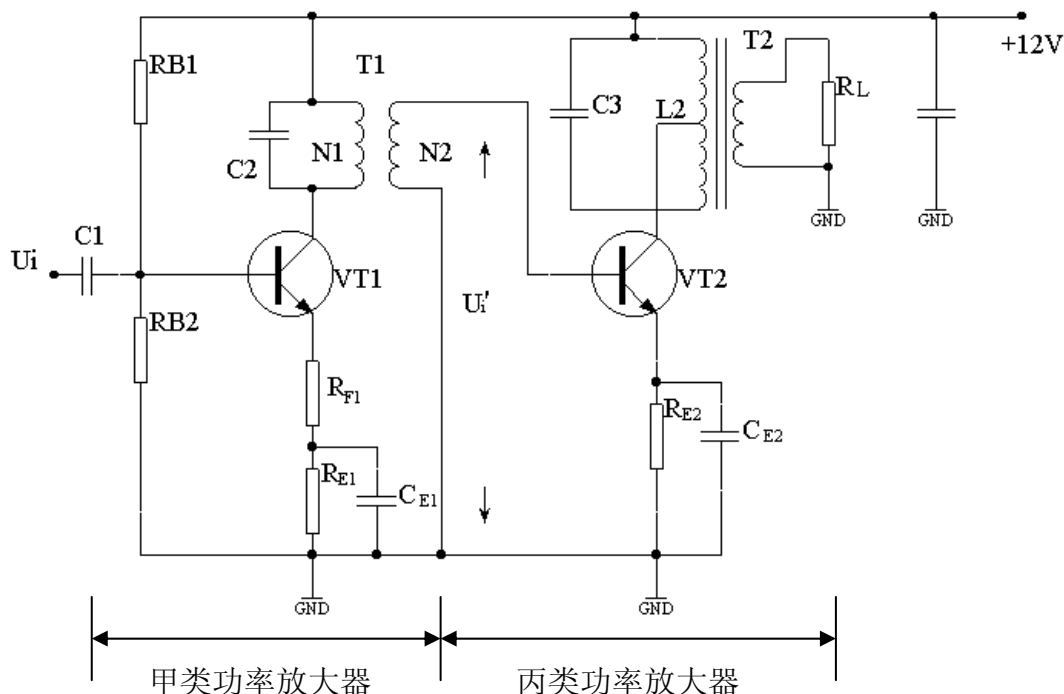 +12V
RB1
T1
T2
C3
L2
RL
C2
N1
N2
GND
GND
C1
Ui
VT1
Ui'
VT2
RB2
RF1
RE2
CE2
RE1
CE1
GND
GND
甲类功率放大器
丙类功率放大器